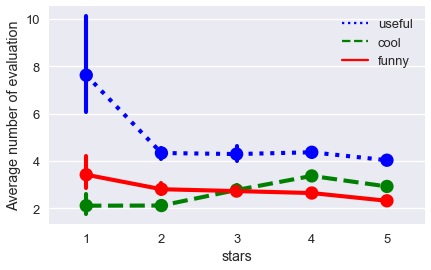 10
8
6
4
2
Average number of evaluation
useful
cool
funny
1 2 3 4 5
stars